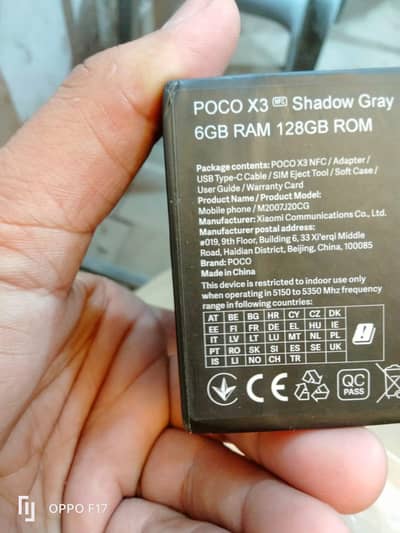 POCO X3 NFC Shadow Gray
6GB RAM 128GB ROM
Package contents: POCO X3 NFC / Adapter /
USB Type-C Cable / SIM Eject Tool / Soft Case /
User Guide / Warranty Card
Product Name / Product Model:
Mobile phone / M2007J20CG
Manufacturer: Xiaomi Communications Co., Ltd.
Manufacturer postal address:
#019, 9th Floor, Building 6, 33 Xi'erqi Middle
Road, Haidian District, Beijing, China, 100085
Brand: POCO
Made in China
This device is restricted to indoor use only
when operating in 5150 to 5350 Mhz frequency
range in following countries:
AT BE BG HR CY CZ DK
EE FI FR DE EL HU IE
IT LV LT LU MT NL PL
PT RO SK SI ES SE UK
IS LI NO CH TR
CE QC
PASS
OPPO F17